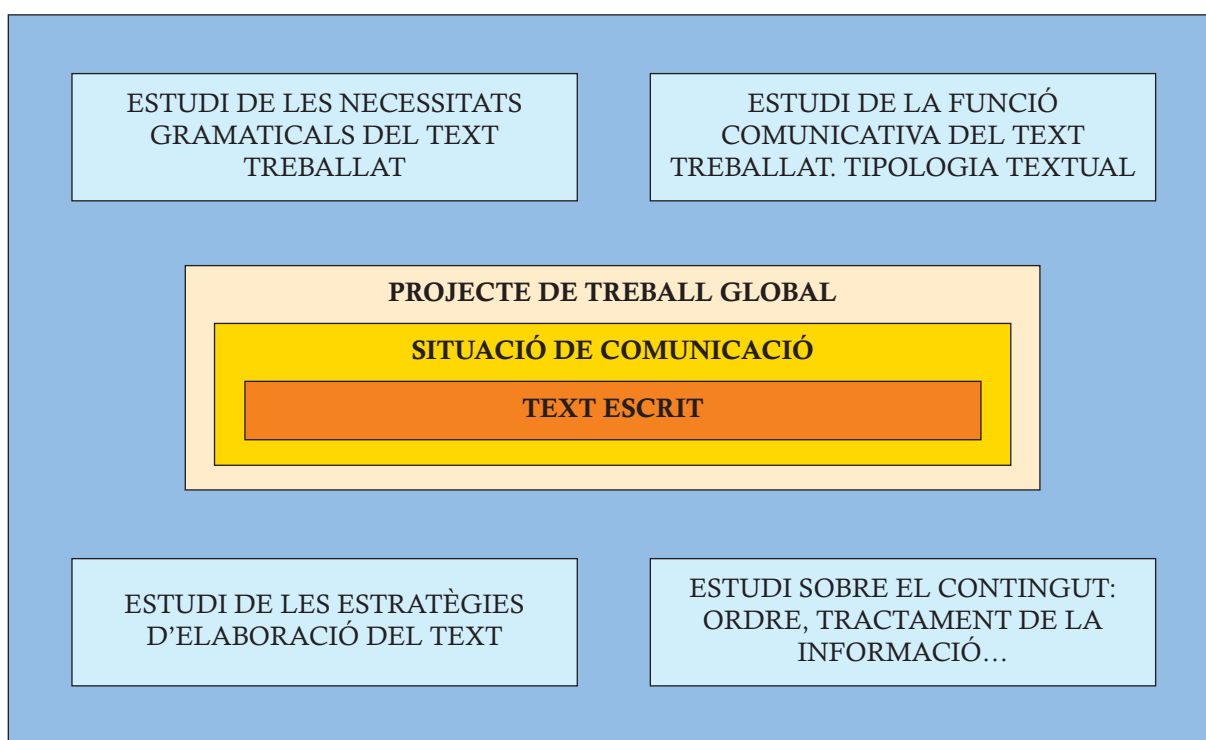 ESTUDI DE LES NECESSITATS
GRAMATICALS DEL TEXT
TREBALLAT
ESTUDI DE LA FUNCIÓ
COMUNICATIVA DEL TEXT
TREBALLAT. TIPOLOGIA TEXTUAL
PROJECTE DE TREBALL GLOBAL
SITUACIÓ DE COMUNICACIÓ
TEXT ESCRIT
ESTUDI DE LES ESTRATÈGIES
D’ELABORACIÓ DEL TEXT
ESTUDI SOBRE EL CONTINGUT:
ORDRE, TRACTAMENT DE LA
INFORMACIÓ…